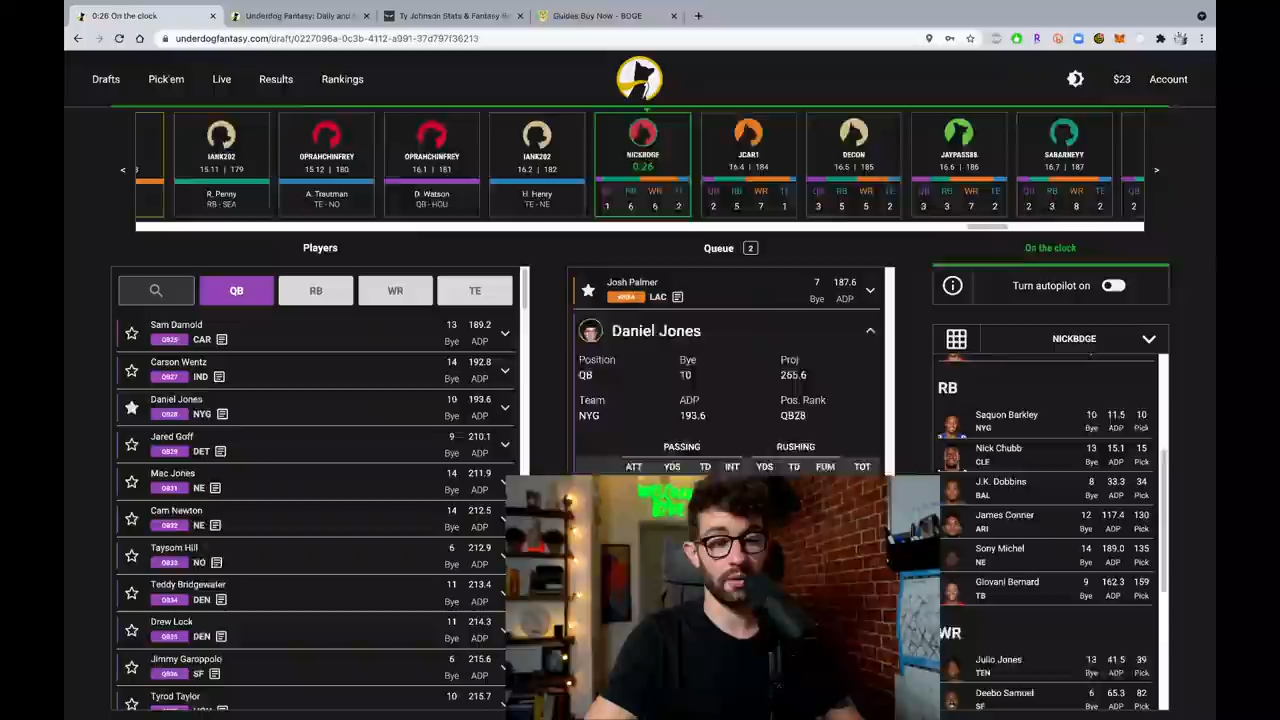 0:26 On the clock
Underdog Fantasy: Daily and
Ty Johnson Stats & Fantasy
Guides Buy Now - BDGE
underdogfantasy.com/draft/0227096a-0c3b-4112-a991-37d797f36213
Drafts Pick'em Live Results Rankings
$23 Account
IANK202
15.11 | 179
R. Penny
RB - SEA
OPRAHCHINFREY
15.12 | 180
A. Trautman
TE - NO
OPRAHCHINFREY
16.1 | 181
D. Watson
QB - HOU
IANK202
16.2 | 182
H. Henry
TE - NE
NICKBDGE
0:26
QB RB WR TE
1 6 6 2
JCAR1
16.4 | 184
QB RB WR TE
2 5 7 1
DECON
16.5 | 185
QB RB WR TE
3 5 5 2
JAYPASS88
16.6 | 186
QB RB WR TE
3 3 7 2
SABARNEYY
16.7 | 187
QB RB WR TE
2 3 8 2
2
Players
QB RB WR TE
Sam Darnold 13 189.2
QB25 CAR Bye ADP
Carson Wentz 14 192.8
QB27 IND Bye ADP
Daniel Jones 10 193.6
QB28 NYG Bye ADP
Jared Goff 9 210.1
QB29 DET Bye ADP
Mac Jones 14 211.9
QB31 NE Bye ADP
Cam Newton 14 212.5
QB32 NE Bye ADP
Taysom Hill 6 212.9
QB33 NO Bye ADP
Teddy Bridgewater 11 213.4
QB34 DEN Bye ADP
Drew Lock 11 214.3
QB35 DEN Bye ADP
Jimmy Garoppolo 6 215.6
QB36 SF Bye ADP
Tyrod Taylor 10 215.7
Queue 2
Josh Palmer 7 187.6
LAC Bye ADP
Daniel Jones
Position Bye Proj
QB 10 265.6
Team ADP Pos. Rank
NYG 193.6 QB28
PASSING RUSHING
ATT YDS TD INT YDS TD FUM TOT
On the clock
Turn autopilot on
NICKBDGE
RB
Saquon Barkley 10 11.5 10
NYG Bye ADP Pick
Nick Chubb 13 15.1 15
CLE Bye ADP Pick
J.K. Dobbins 8 33.3 34
BAL Bye ADP Pick
James Conner 12 117.4 130
ARI Bye ADP Pick
Sony Michel 14 189.0 135
NE Bye ADP Pick
Giovani Bernard 9 162.3 159
TB Bye ADP Pick
WR
Julio Jones 13 41.5 39
TEN Bye ADP Pick
Deebo Samuel 6 65.3 82
SF Bye ADP Pick